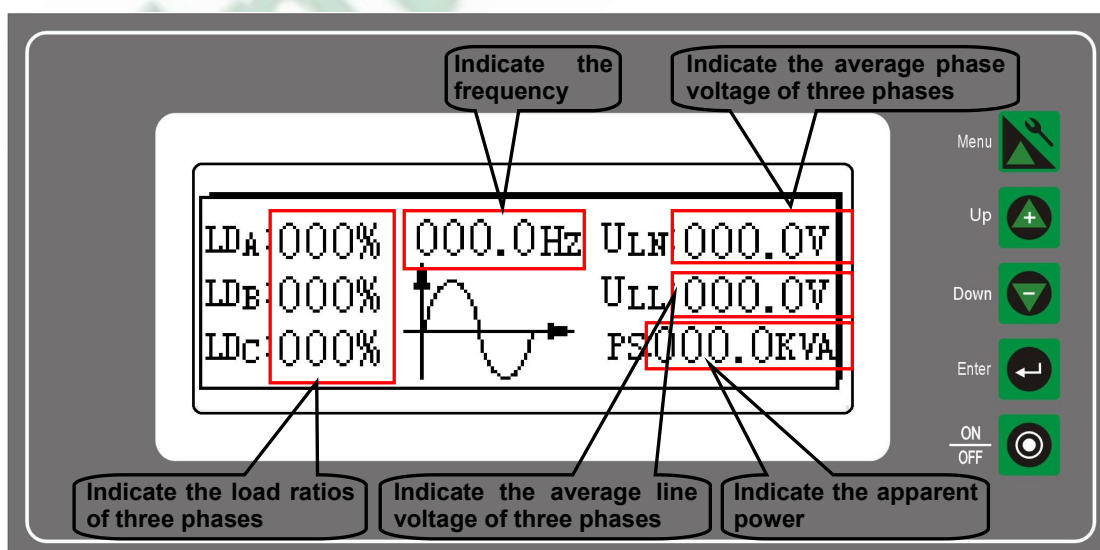 Indicate the
frequency
Indicate the average phase
voltage of three phases
Menu
Up
Down
Enter
ON
OFF
LDA:000% 000.0Hz ULN:000.0V
LDB:000% ULL:000.0V
LDC:000% PS:000.0KVA
Indicate the load ratios
of three phases
Indicate the average line
voltage of three phases
Indicate the apparent
power